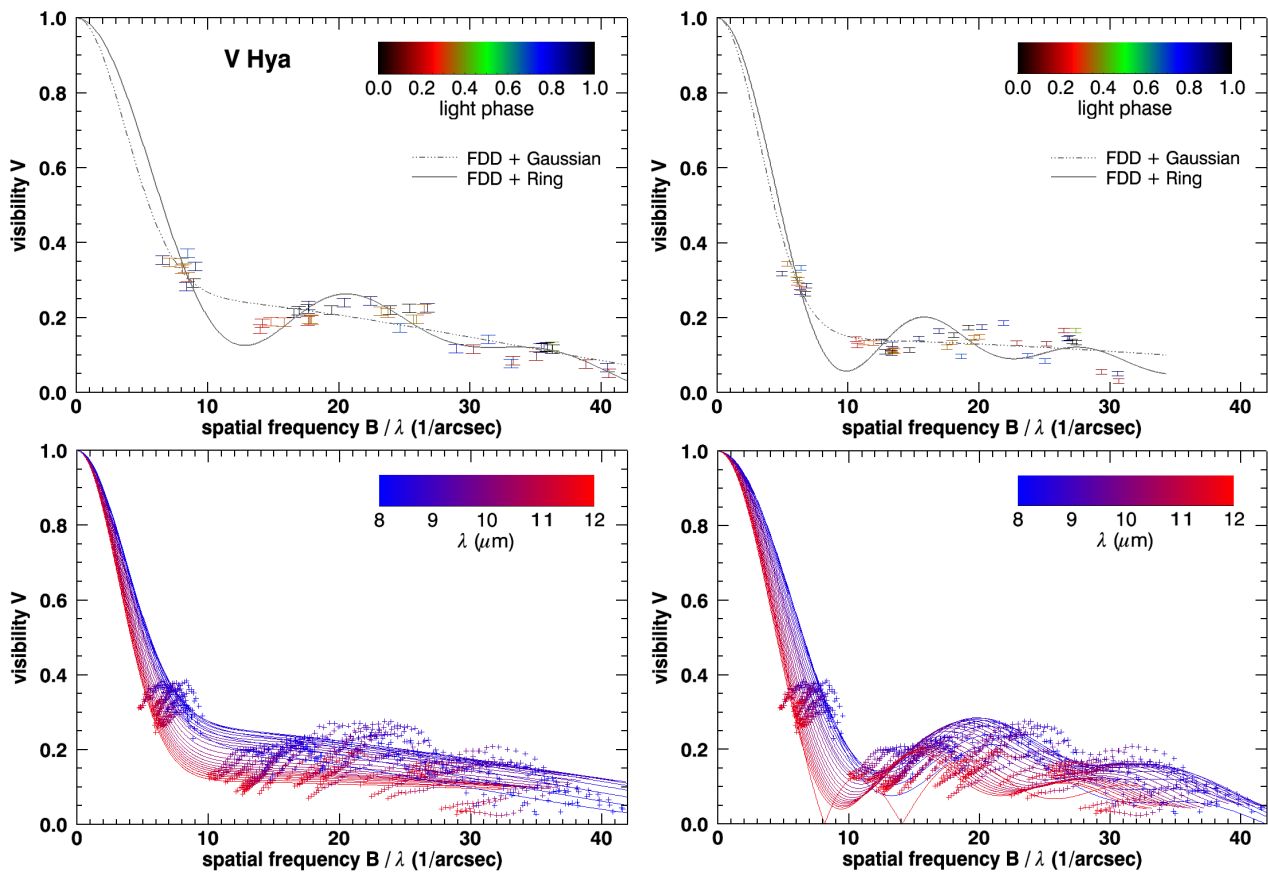 V Hya
1.0
0.8
0.6
0.4
0.2
0.0
visibility V
0.0 0.2 0.4 0.6 0.8 1.0
light phase
FDD + Gaussian
FDD + Ring
0 10 20 30 40
spatial frequency B / λ (1/arcsec)
1.0
0.8
0.6
0.4
0.2
0.0
visibility V
0.0 0.2 0.4 0.6 0.8 1.0
light phase
FDD + Gaussian
FDD + Ring
0 10 20 30 40
spatial frequency B / λ (1/arcsec)
1.0
0.8
0.6
0.4
0.2
0.0
visibility V
8 9 10 11 12
λ (μm)
0 10 20 30 40
spatial frequency B / λ (1/arcsec)
1.0
0.8
0.6
0.4
0.2
0.0
visibility V
8 9 10 11 12
λ (μm)
0 10 20 30 40
spatial frequency B / λ (1/arcsec)